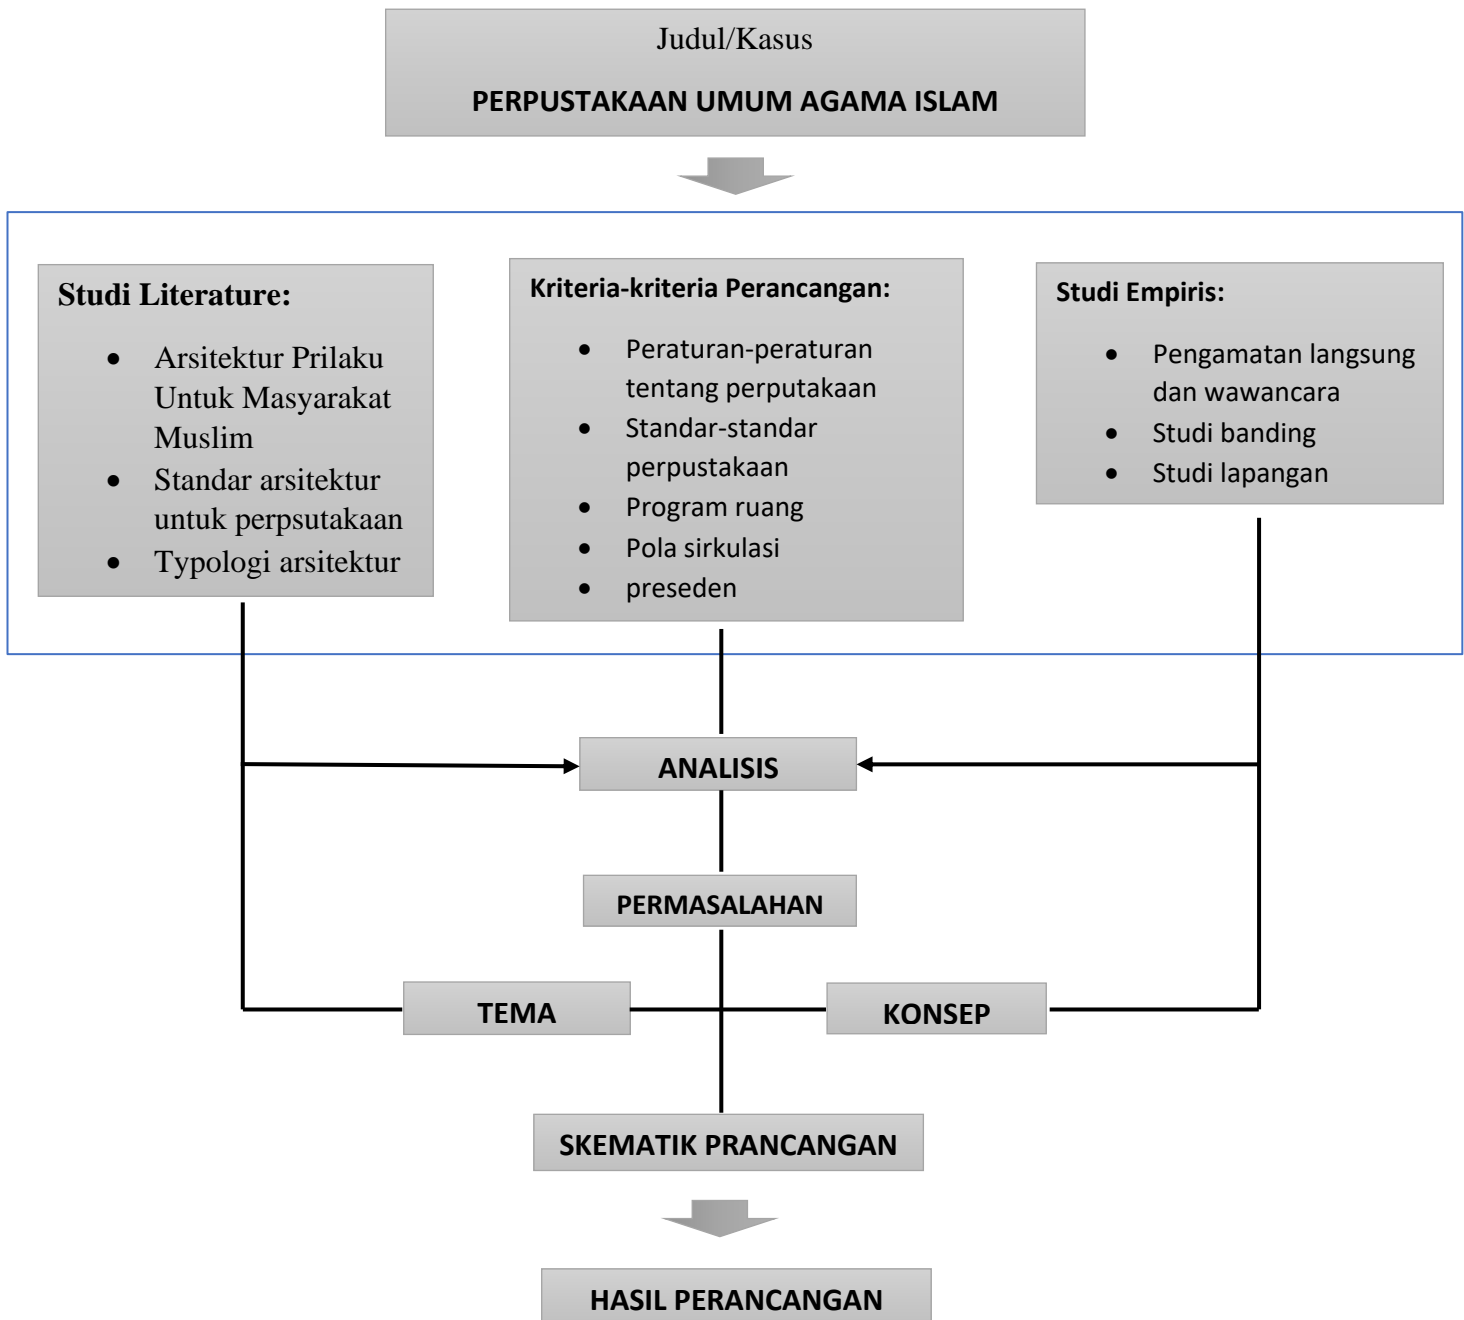 Judul/Kasus
PERPUSTAKAAN UMUM AGAMA ISLAM
Studi Literature:
• Arsitektur Prilaku
Untuk Masyarakat
Muslim
• Standar arsitektur
untuk perpsutakaan
• Typologi arsitektur
Kriteria-kriteria Perancangan:
• Peraturan-peraturan
tentang perputakaan
• Standar-standar
perpustakaan
• Program ruang
• Pola sirkulasi
• preseden
Studi Empiris:
• Pengamatan langsung
dan wawancara
• Studi banding
• Studi lapangan
ANALISIS
PERMASALAHAN
TEMA
KONSEP
SKEMATIK PRANCANGAN
HASIL PERANCANGAN